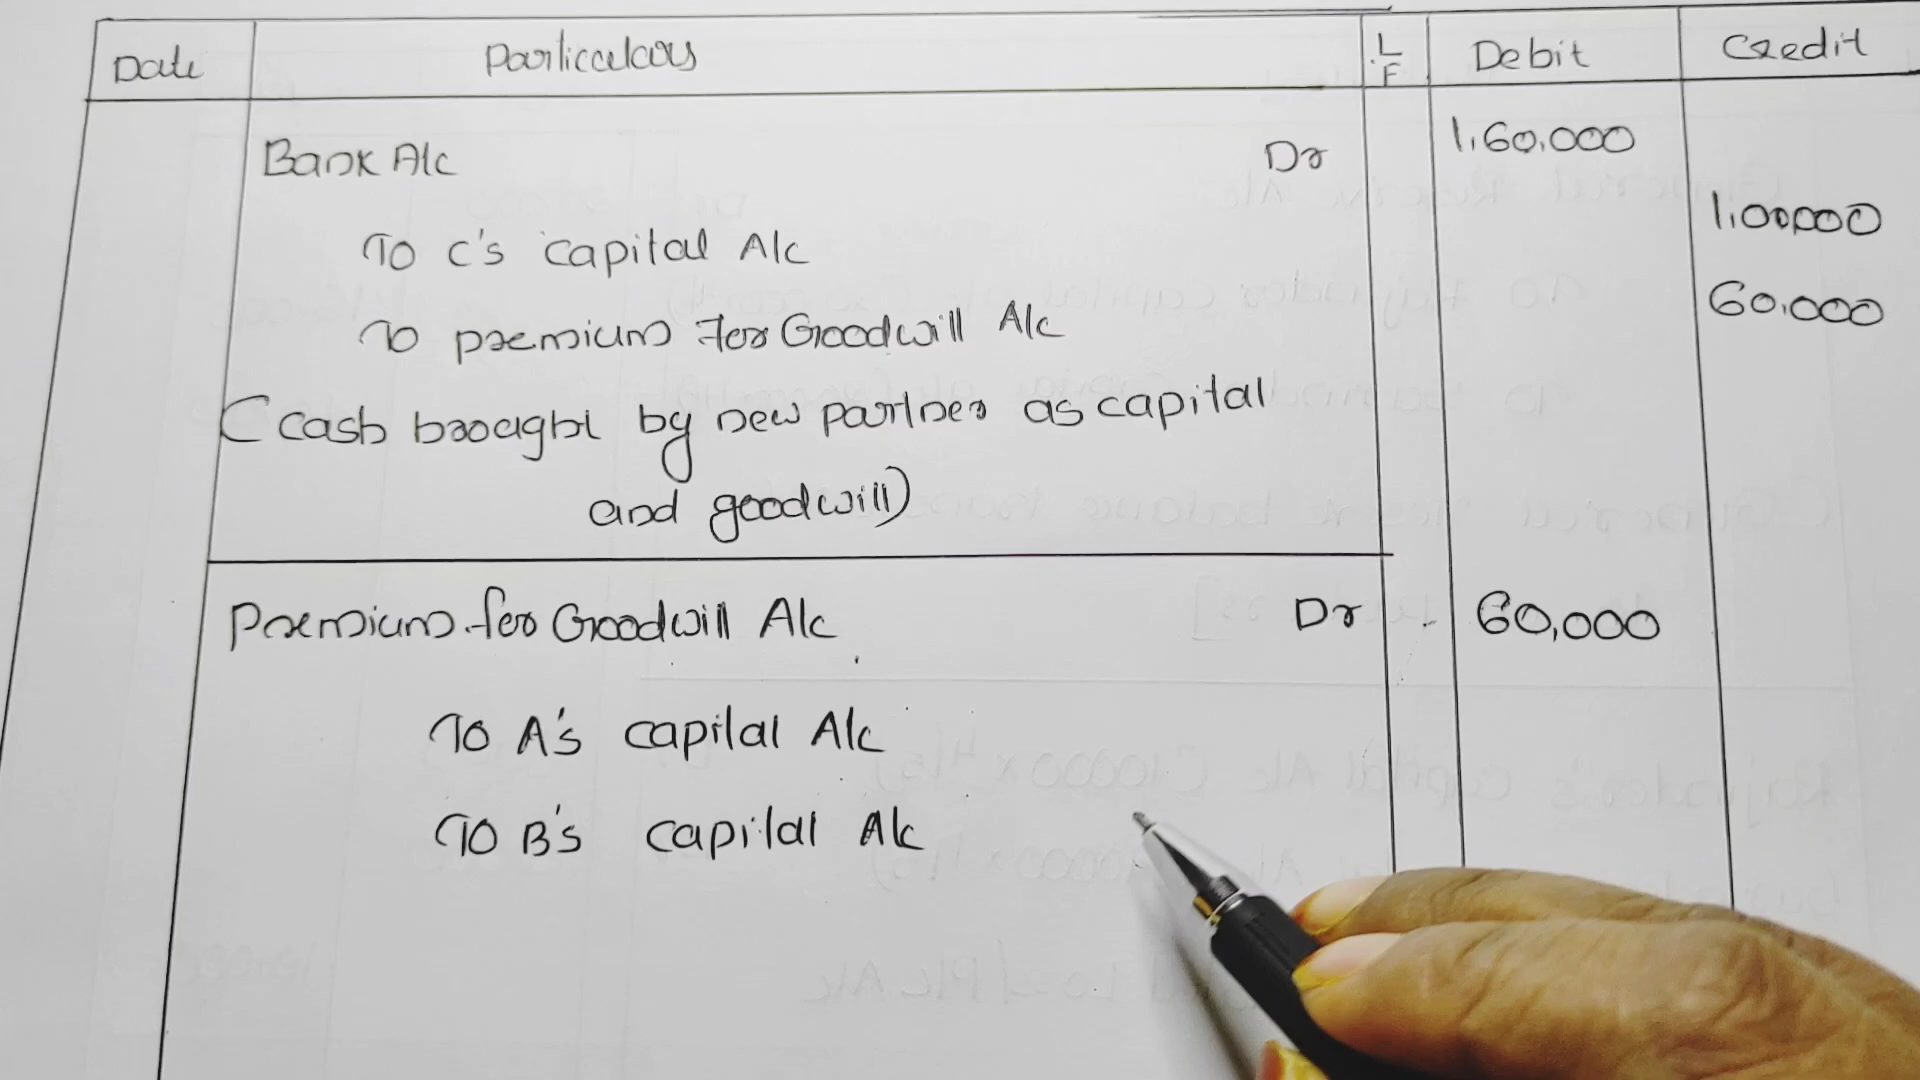 Date Particulars L.F Debit Credit
Bank A/c Dr 1,60,000
To C's capital A/c 1,00,000
To premium for Goodwill A/c 60,000
(cash brought by new partner as capital
and goodwill)
Premium for Goodwill A/c Dr 60,000
To A's capital A/c
To B's capital A/c